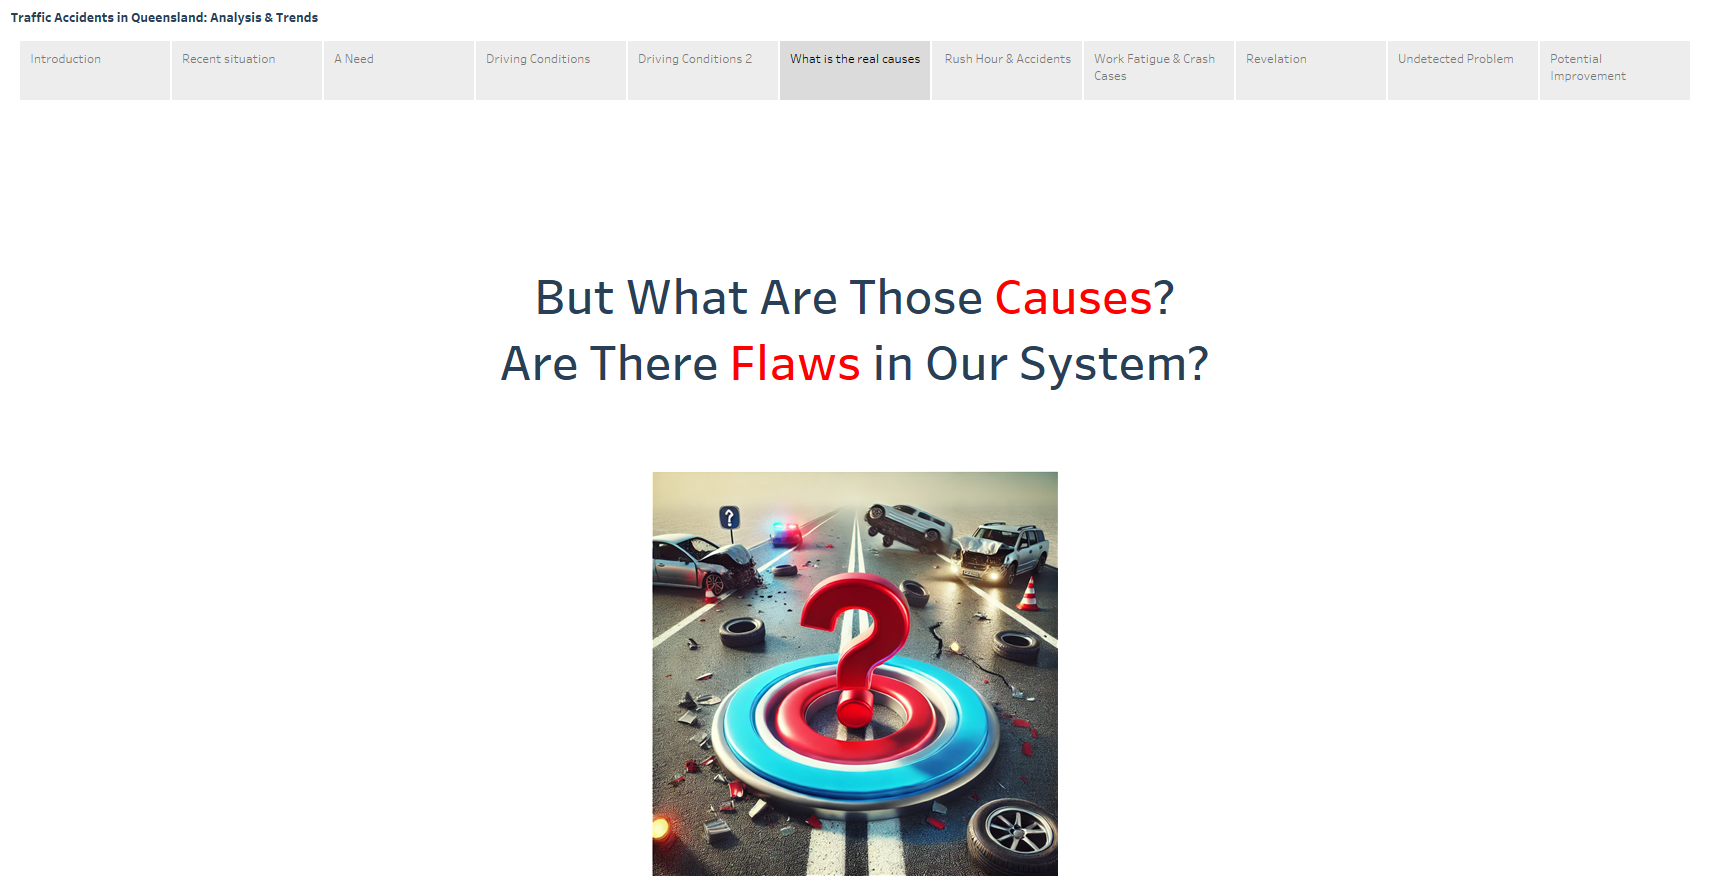 Traffic Accidents in Queensland: Analysis & Trends
Introduction
Recent situation
A Need
Driving Conditions
Driving Conditions 2
What is the real causes
Rush Hour & Accidents
Work Fatigue & Crash
Cases
Revelation
Undetected Problem
Potential
Improvement
But What Are Those Causes?
Are There Flaws in Our System?
?
?